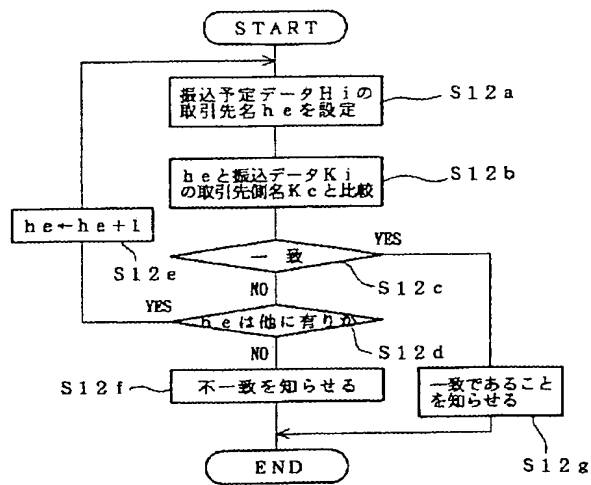 START
振込予定データHiの
取引先名heを設定
S12a
heと振込データKi
の取引先側名Kcと比較
S12b
he←he+1
S12e
一致
YES
S12c
NO
YES
heは他に有りか
S12d
NO
S12f
不一致を知らせる
一致であること
を知らせる
S12g
END